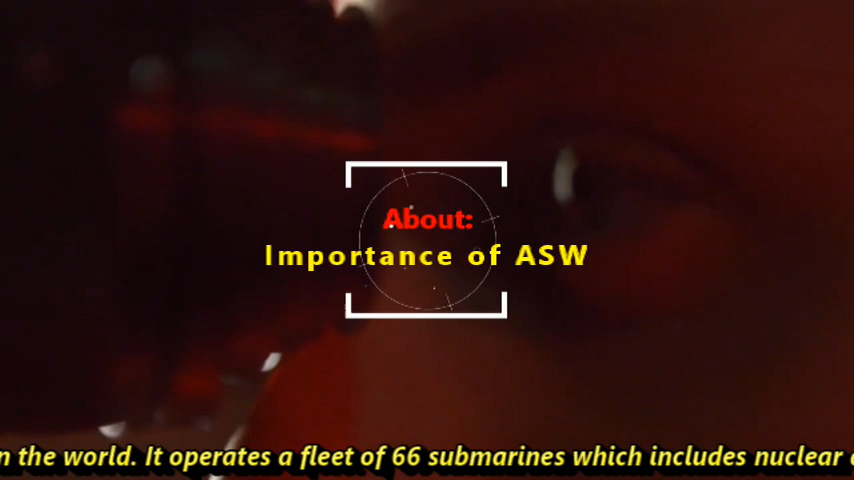 About:
Importance of ASW
the world. It operates a fleet of 66 submarines which includes nuclear